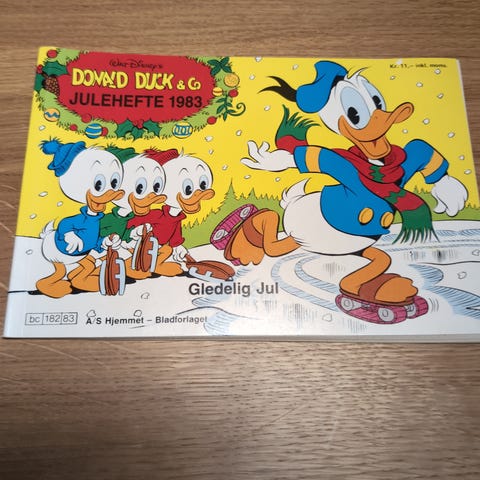 Walt Disney's
DONALD DUCK & Co
JULEHEFTE 1983
Kr. 11,- inkl. moms.
Gledelig Jul
bc 182 83
A/S Hjemmet – Bladforlaget